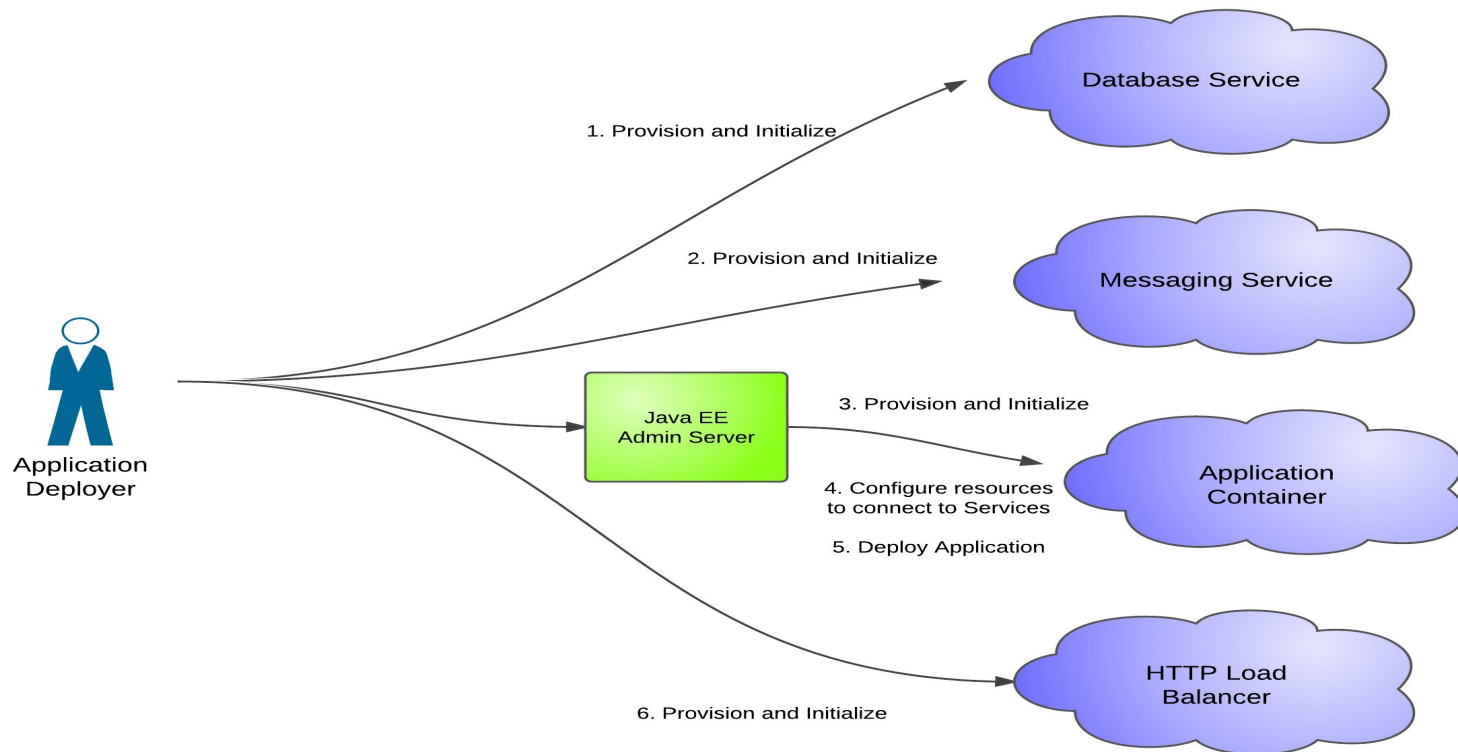 Database Service
1. Provision and Initialize
2. Provision and Initialize
Messaging Service
Application
Deployer
Java EE
Admin Server
3. Provision and Initialize
4. Configure resources
to connect to Services
5. Deploy Application
Application
Container
HTTP Load
Balancer
6. Provision and Initialize